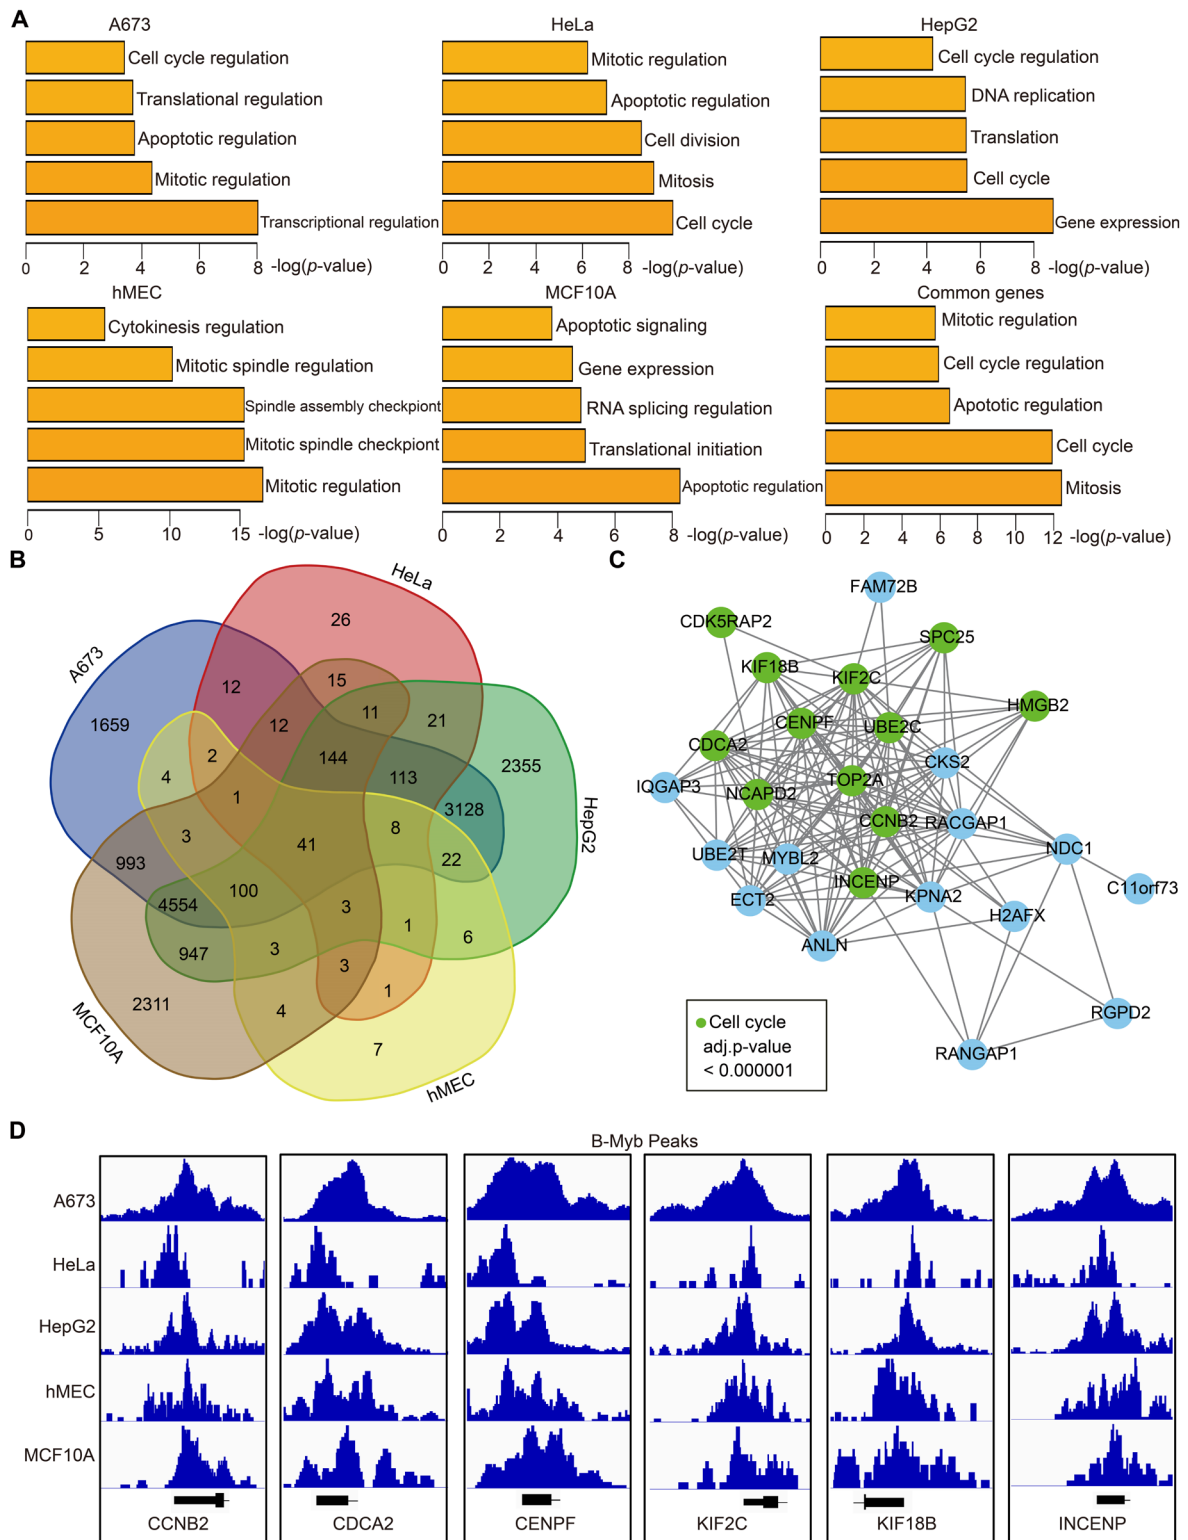 A
A673
Cell cycle regulation
Translational regulation
Apoptotic regulation
Mitotic regulation
Transcriptional regulation
0 2 4 6 8 -log(p-value)
HeLa
Mitotic regulation
Apoptotic regulation
Cell division
Mitosis
Cell cycle
0 2 4 6 8 -log(p-value)
HepG2
Cell cycle regulation
DNA replication
Translation
Cell cycle
Gene expression
0 2 4 6 8 -log(p-value)
hMEC
Cytokinesis regulation
Mitotic spindle regulation
Spindle assembly checkpiont
Mitotic spindle checkpiont
Mitotic regulation
0 5 10 15 -log(p-value)
MCF10A
Apoptotic signaling
Gene expression
RNA splicing regulation
Translational initiation
Apoptotic regulation
0 2 4 6 8 -log(p-value)
Common genes
Mitotic regulation
Cell cycle regulation
Apototic regulation
Cell cycle
Mitosis
0 2 4 6 8 10 12 -log(p-value)
B
HeLa
A673
HepG2
MCF10A
hMEC
26
12
15
11
21
1659
12
2355
2
144
4
113
1
3128
3
41
8
993
22
100
4554
3
1
6
947
3
3
2311
4
1
7
C
FAM72B
CDK5RAP2
SPC25
KIF18B
KIF2C
HMGB2
CENPF
UBE2C
CDCA2
CKS2
IQGAP3
NCAPD2
TOP2A
CCNB2
RACGAP1
UBE2T
MYBL2
NDC1
INCENP
C11orf73
ECT2
KPNA2
H2AFX
ANLN
RGPD2
RANGAP1
Cell cycle
adj.p-value
< 0.000001
D
B-Myb Peaks
A673
HeLa
HepG2
hMEC
MCF10A
CCNB2 CDCA2 CENPF KIF2C KIF18B INCENP